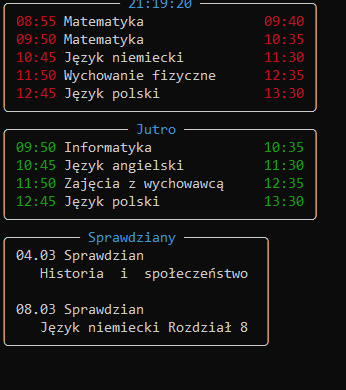 21:19:20
08:55 Matematyka 09:40
09:50 Matematyka 10:35
10:45 Język niemiecki 11:30
11:50 Wychowanie fizyczne 12:35
12:45 Język polski 13:30
Jutro
09:50 Informatyka 10:35
10:45 Język angielski 11:30
11:50 Zajęcia z wychowawcą 12:35
12:45 Język polski 13:30
Sprawdziany
04.03 Sprawdzian
Historia i społeczeństwo
08.03 Sprawdzian
Język niemiecki Rozdział 8